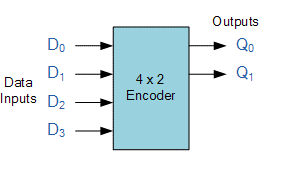 Outputs
D0 Q0
D1 Q1
Data
Inputs
D2
D3
4 x 2
Encoder